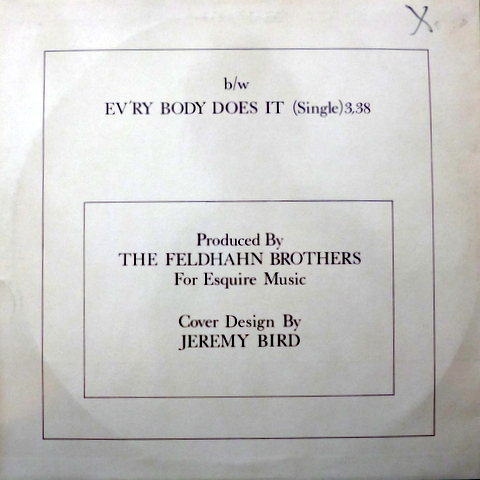 X
b/w
EV'RY BODY DOES IT (Single)3,38
Produced By
THE FELDHAHN BROTHERS
For Esquire Music
Cover Design By
JEREMY BIRD